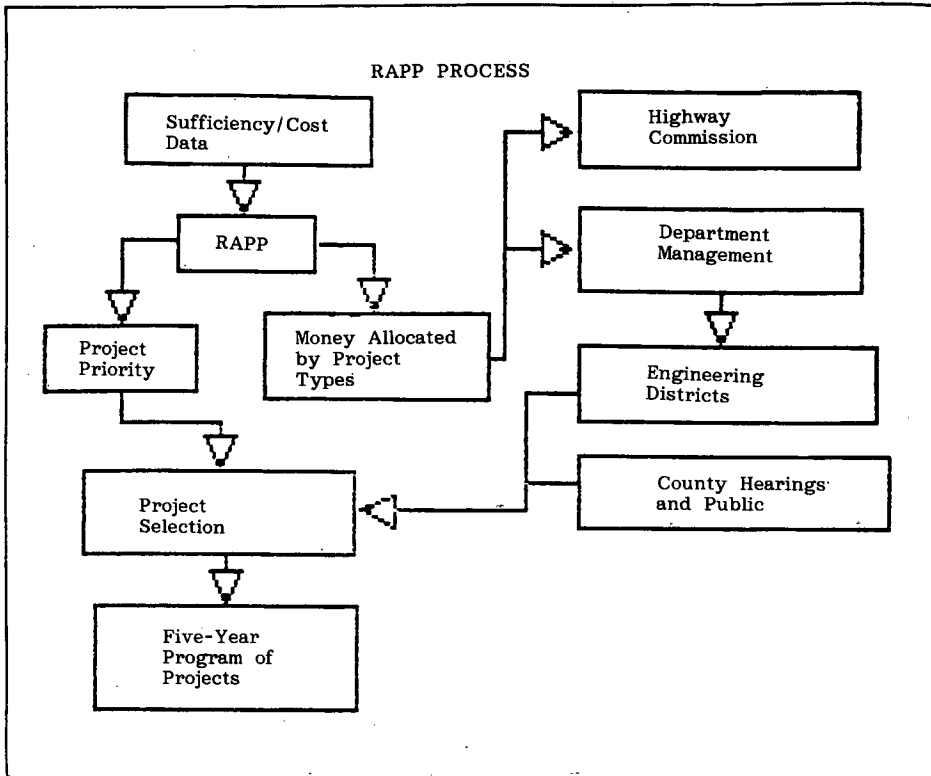 RAPP PROCESS
Sufficiency/Cost
Data
RAPP
Project
Priority
Money Allocated
by Project
Types
Highway
Commission
Department
Management
Engineering
Districts
County Hearings
and Public
Project
Selection
Five-Year
Program of
Projects